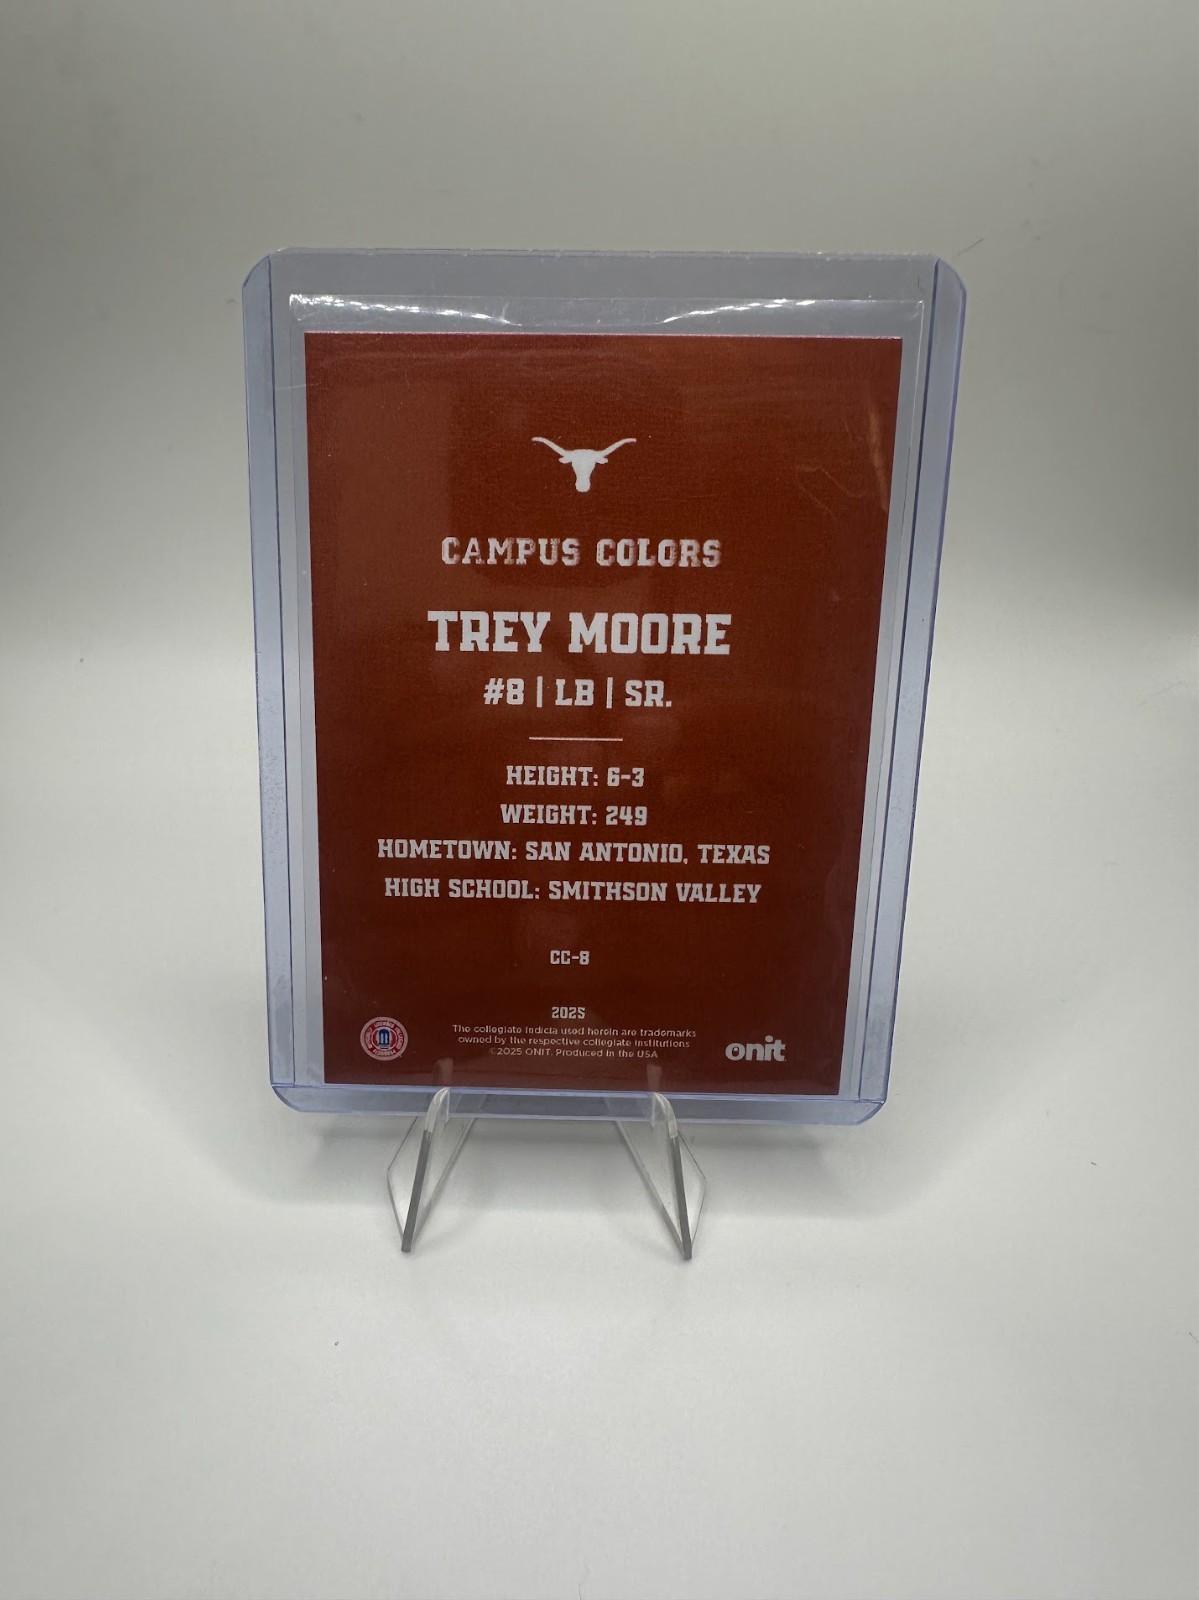 CAMPUS COLORS
TREY MOORE
#8 | LB | SR.
HEIGHT: 6-3
WEIGHT: 249
HOMETOWN: SAN ANTONIO, TEXAS
HIGH SCHOOL: SMITHSON VALLEY
CC-8
2025
The collegiate indicia used herein are trademarks
owned by the respective collegiate institutions
©2025 ONIT. Produced in the USA
onit